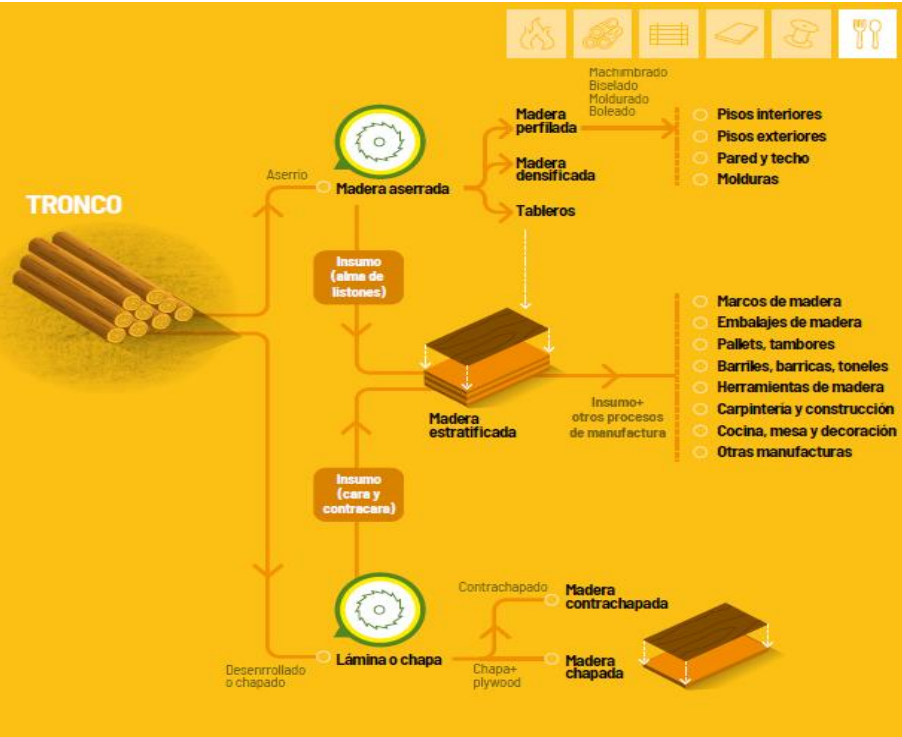 Machimbrado
Biselado
Moldurado
Boleado
Madera
perfilada
Pisos interiores
Pisos exteriores
Pared y techo
Molduras
Aserrio
Madera aserrada
Madera
densificada
Tableros
TRONCO
Insumo
(alma de
listones)
Marcos de madera
Embalajes de madera
Pallets, tambores
Barriles, barricas, toneles
Herramientas de madera
Carpintería y construcción
Cocina, mesa y decoración
Otras manufacturas
Madera
estratificada
Insumo+
otros procesos
de manufactura
Insumo
(cara y
contracara)
Contrachapado
Madera
contrachapada
Desenrrollado
o chapado
Lámina o chapa
Chapa+
plywood
Madera
chapada